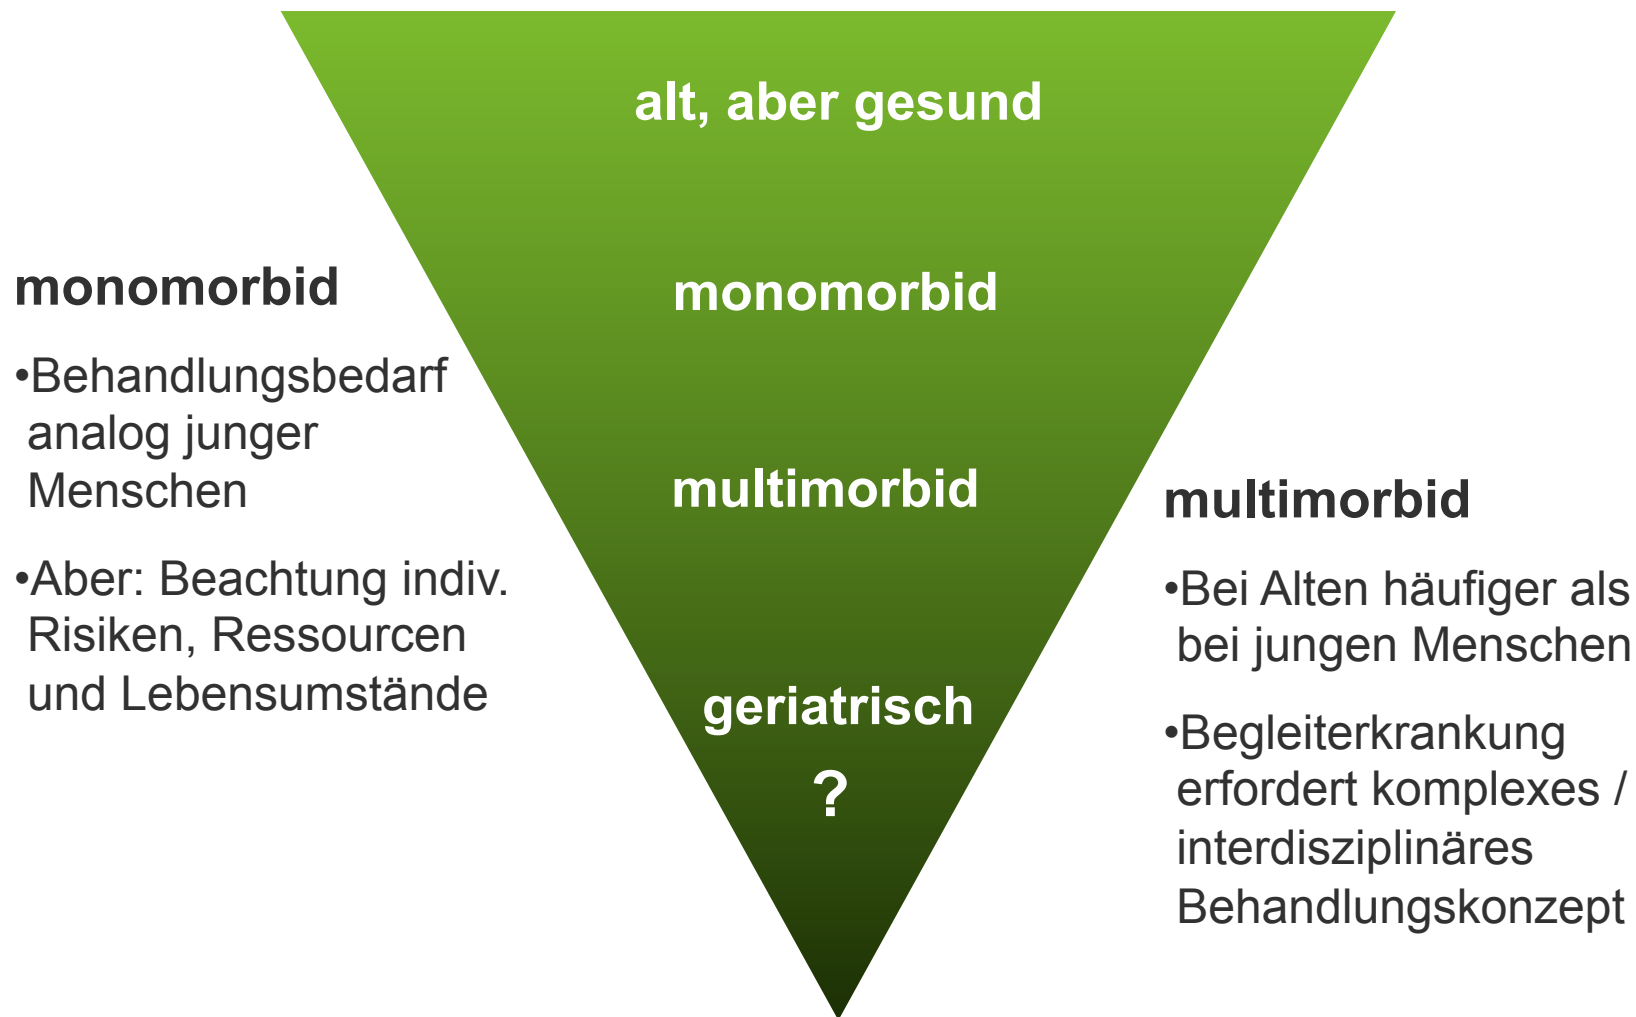 alt, aber gesund
monomorbid
multimorbid
geriatrisch
?
monomorbid
•Behandlungsbedarf
analog junger
Menschen
•Aber: Beachtung indiv.
Risiken, Ressourcen
und Lebensumstände
multimorbid
•Bei Alten häufiger als
bei jungen Menschen
•Begleiterkrankung
erfordert komplexes /
interdisziplinäres
Behandlungskonzept